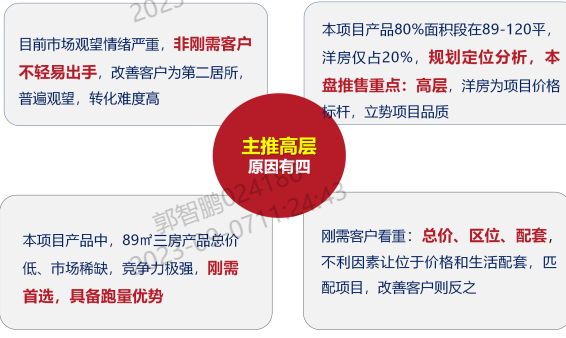 目前市场观望情绪严重，非刚需客户
不轻易出手，改善客户为第二居所，
普遍观望，转化难度高
本项目产品80%面积段在89-120平，
洋房仅占20%，规划定位分析，本
盘推售重点：高层，洋房为项目价格
标杆，立势项目品质
主推高层
原因有四
本项目产品中，89㎡三房产品总价
低、市场稀缺，竞争力极强，刚需
首选，具备跑量优势
刚需客户看重：总价、区位、配套，
不利因素让位于价格和生活配套，匹
配项目，改善客户则反之